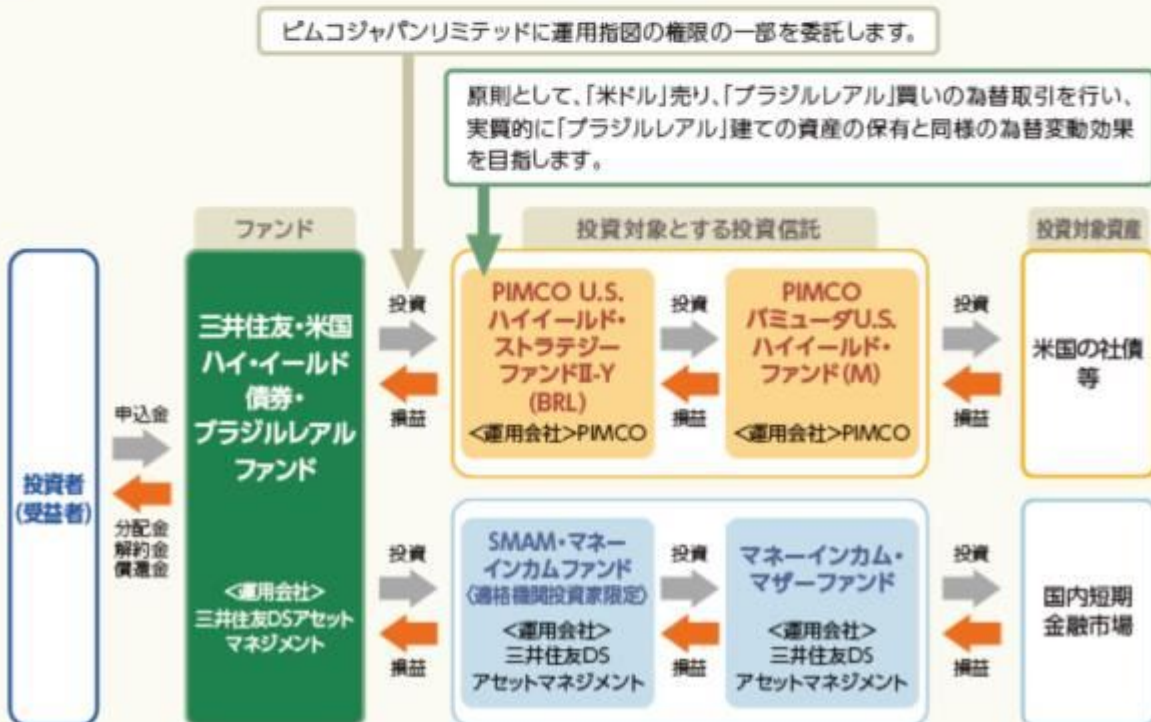 ピムコジャパンリミテッドに運用指図の権限の一部を委託します。
原則として、「米ドル」売り、「ブラジルレアル」買いの為替取引を行い、
実質的に「ブラジルレアル」建ての資産の保有と同様の為替変動効果
を目指します。
ファンド
投資対象とする投資信託
投資対象資産
投資者
(受益者)
申込金
分配金
解約金
償還金
三井住友・米国
ハイ・イールド
債券・
ブラジルレアル
ファンド
<運用会社>
三井住友DSアセット
マネジメント
投資
損益
PIMCO U.S.
ハイイールド・
ストラテジー
ファンドⅡ-Y
(BRL)
<運用会社>PIMCO
投資
損益
PIMCO
バミューダU.S.
ハイイールド・
ファンド(M)
<運用会社>PIMCO
投資
損益
米国の社債
等
投資
損益
SMAM・マネー
インカムファンド
〈適格機関投資家限定〉
<運用会社>
三井住友DS
アセットマネジメント
投資
損益
マネーインカム・
マザーファンド
<運用会社>
三井住友DS
アセットマネジメント
投資
損益
国内短期
金融市場